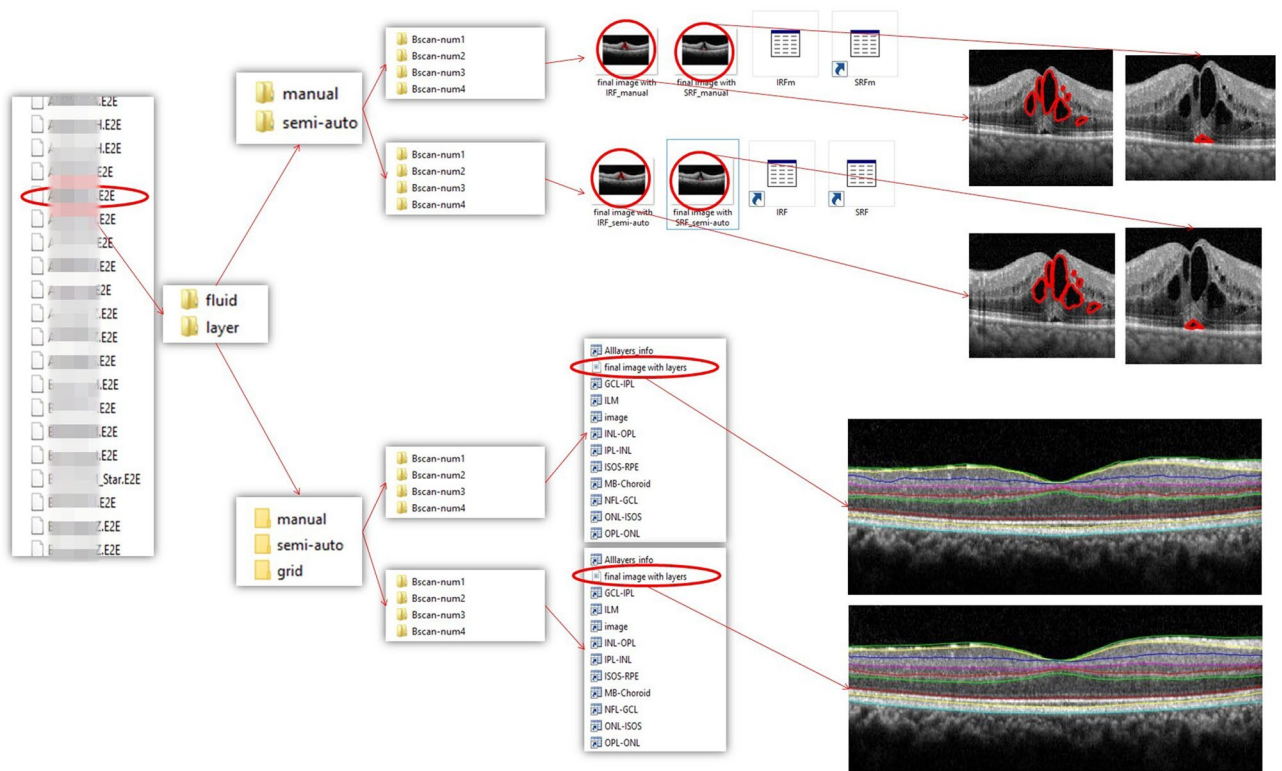 .E2E
H.E2E
H.E2E
E2E
.E2E
.E2E
E2E
.E2E
E2E
.E2E
.E2E
.E2E
.E2E
.E2E
.E2E
.E2E
_Star.E2E
.E2E
Z.E2E
.E2E
fluid
layer
manual
semi-auto
Bscan-num1
Bscan-num2
Bscan-num3
Bscan-num4
Bscan-num1
Bscan-num2
Bscan-num3
Bscan-num4
final image with
IRF_manual
final image with
SRF_manual
IRFm
SRFm
final image with
IRF_semi-auto
final image with
SRF_semi-auto
IRF
SRF
manual
semi-auto
grid
Bscan-num1
Bscan-num2
Bscan-num3
Bscan-num4
Bscan-num1
Bscan-num2
Bscan-num3
Bscan-num4
Alllayers_info
final image with layers
GCL-IPL
ILM
image
INL-OPL
IPL-INL
ISOS-RPE
MB-Choroid
NFL-GCL
ONL-ISOS
OPL-ONL
Alllayers_info
final image with layers
GCL-IPL
ILM
image
INL-OPL
IPL-INL
ISOS-RPE
MB-Choroid
NFL-GCL
ONL-ISOS
OPL-ONL